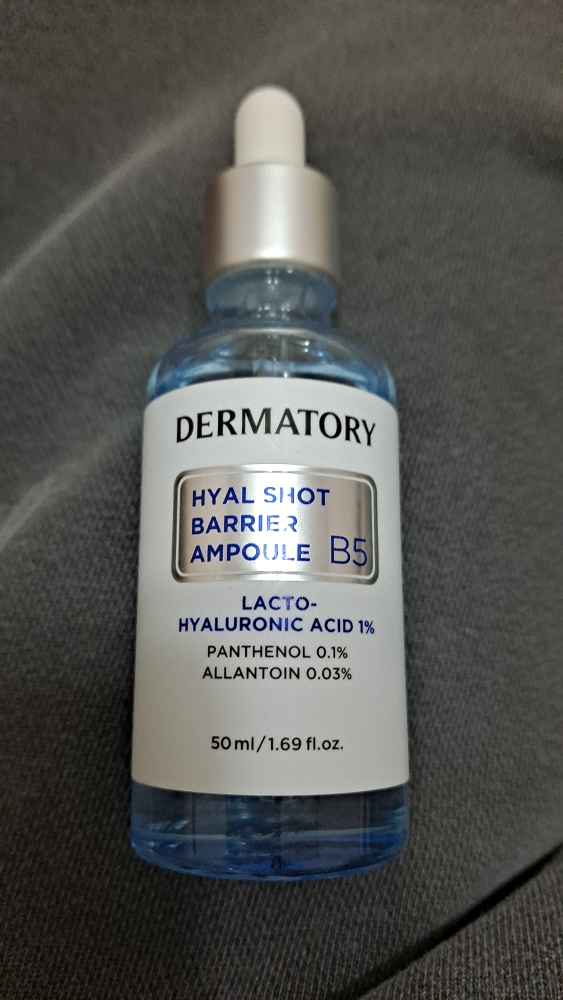 DERMATORY
HYAL SHOT
BARRIER
AMPOULE B5
LACTO-
HYALURONIC ACID 1%
PANTHENOL 0.1%
ALLANTOIN 0.03%
50 ml / 1.69 fl.oz.